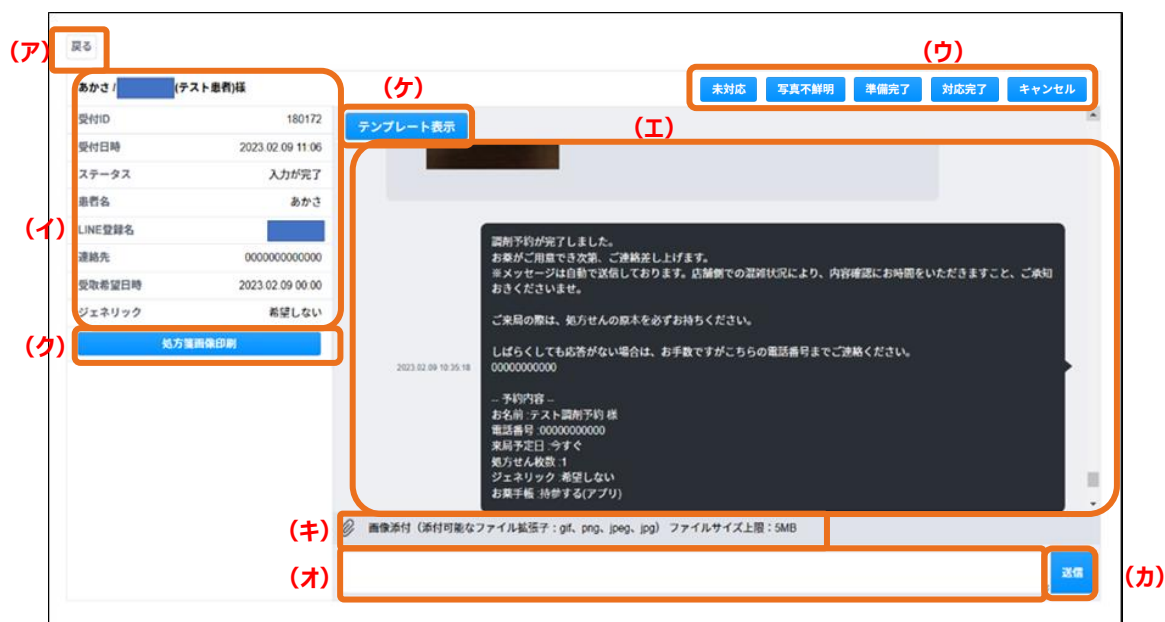 (ア)
戻る
(ウ)
未対応 写真不鮮明 準備完了 対応完了 キャンセル
あかさ / (テスト患者)様
(ケ)
テンプレート表示
(エ)
受付ID 180172
受付日時 2023.02.09 11:06
ステータス 入力が完了
患者名 あかさ
(イ)
LINE登録名
連絡先 0000000000000
受取希望日時 2023.02.09 00:00
ジェネリック 希望しない
(ク)
処方箋画像印刷
調剤予約が完了しました。
お薬がご用意でき次第、ご連絡差し上げます。
※メッセージは自動で送信しております。店舗側での混雑状況により、内容確認にお時間をいただきますこと、ご承知
おきくださいませ。
ご来局の際は、処方せんの原本を必ずお持ちください。
しばらくしても応答がない場合は、お手数ですがこちらの電話番号までご連絡ください。
00000000000
2023.02.09 10:35:18
-- 予約内容 --
お名前 :テスト調剤予約 様
電話番号 :00000000000
来局予定日 :今すぐ
処方せん枚数 :1
ジェネリック :希望しない
お薬手帳 :持参する(アプリ)
(キ)
画像添付（添付可能なファイル拡張子：gif、png、jpeg、jpg） ファイルサイズ上限：5MB
(オ)
送信
(カ)